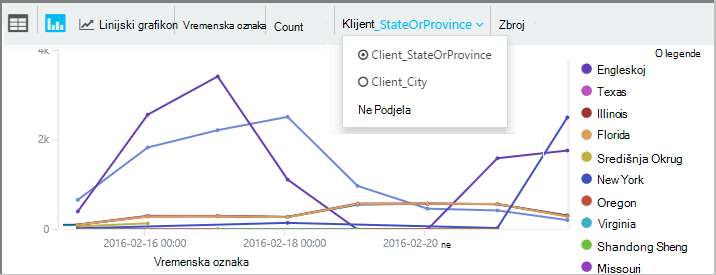 Linijski grafikon Vremenska oznaka Count Klijent_StateOrProvince Zbroj
Client_StateOrProvince
Client_City
Ne Podjela
O legende
Engleskoj
Texas
Illinois
Florida
Središnja Okrug
New York
Oregon
Virginia
Shandong Sheng
Missouri
4k
2k
2016-02-16 00:00 2016-02-18 00:00 2016-02-20 ne
Vremenska oznaka